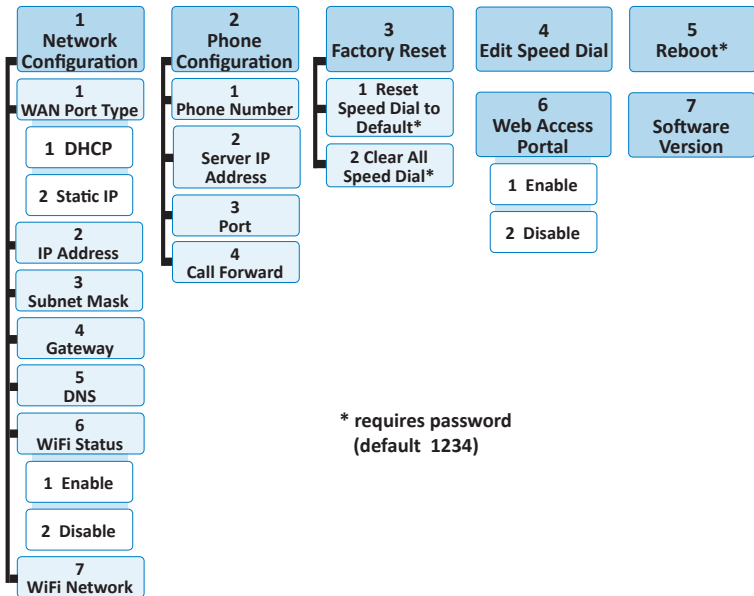 1
Network
Configuration
1
WAN Port Type
1 DHCP
2 Static IP
2
IP Address
3
Subnet Mask
4
Gateway
5
DNS
6
WiFi Status
1 Enable
2 Disable
7
WiFi Network
2
Phone
Configuration
1
Phone Number
2
Server IP
Address
3
Port
4
Call Forward
3
Factory Reset
1 Reset
Speed Dial to
Default*
2 Clear All
Speed Dial*
4
Edit Speed Dial
5
Reboot*
6
Web Access
Portal
1 Enable
2 Disable
7
Software
Version
* requires password
(default 1234)